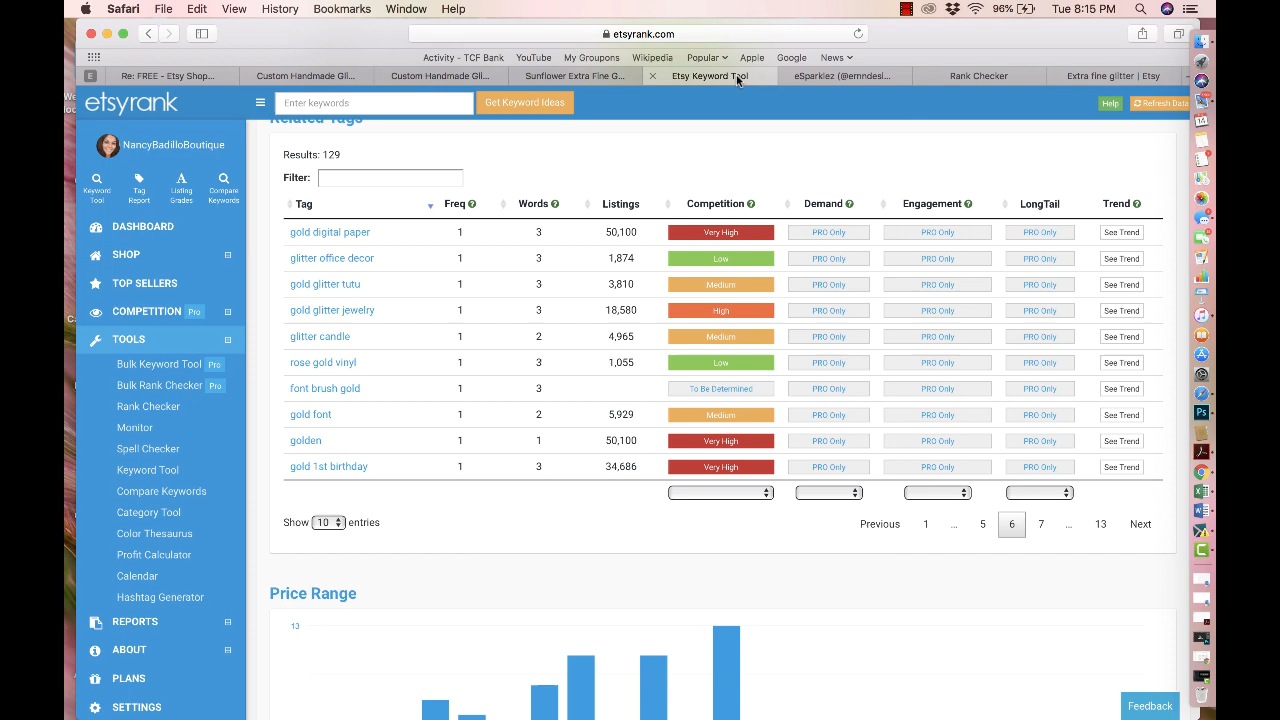 Safari File Edit View History Bookmarks Window Help 96% Tue 8:15 PM
etsyrank.com
Activity - TCF Bank YouTube My Groups Wikipedia Popular Apple Google News
E Re: FREE - Etsy Shop... Custom Handmade Gli... Custom Handmade Gli... Sunflower Extra Fine G... Etsy Keyword Tool eSparklez (@errndesi... Rank Checker Extra fine glitter | Etsy
etsyrank Enter keywords Get Keyword Ideas Help Refresh Data
NancyBadilloBoutique
Keyword Tool Tag Report Listing Grades Compare Keywords
DASHBOARD
SHOP
TOP SELLERS
COMPETITION Pro
TOOLS
Bulk Keyword Tool Pro
Bulk Rank Checker Pro
Rank Checker
Monitor
Spell Checker
Keyword Tool
Compare Keywords
Category Tool
Color Thesaurus
Profit Calculator
Calendar
Hashtag Generator
REPORTS
ABOUT
PLANS
SETTINGS
Related Tags
Results: 129
Filter:
Tag Freq Words Listings Competition Demand Engagement LongTail Trend
gold digital paper 1 3 50,100 Very High PRO Only PRO Only PRO Only See Trend
glitter office decor 1 3 1,874 Low PRO Only PRO Only PRO Only See Trend
gold glitter tutu 1 3 3,810 Medium PRO Only PRO Only PRO Only See Trend
gold glitter jewelry 1 3 18,580 High PRO Only PRO Only PRO Only See Trend
glitter candle 1 2 4,965 Medium PRO Only PRO Only PRO Only See Trend
rose gold vinyl 1 3 1,055 Low PRO Only PRO Only PRO Only See Trend
font brush gold 1 3 To Be Determined PRO Only PRO Only PRO Only See Trend
gold font 1 2 5,929 Medium PRO Only PRO Only PRO Only See Trend
golden 1 1 50,100 Very High PRO Only PRO Only PRO Only See Trend
gold 1st birthday 1 3 34,686 Very High PRO Only PRO Only PRO Only See Trend
Show 10 entries Previous 1 ... 5 6 7 ... 13 Next
Price Range
13
Feedback